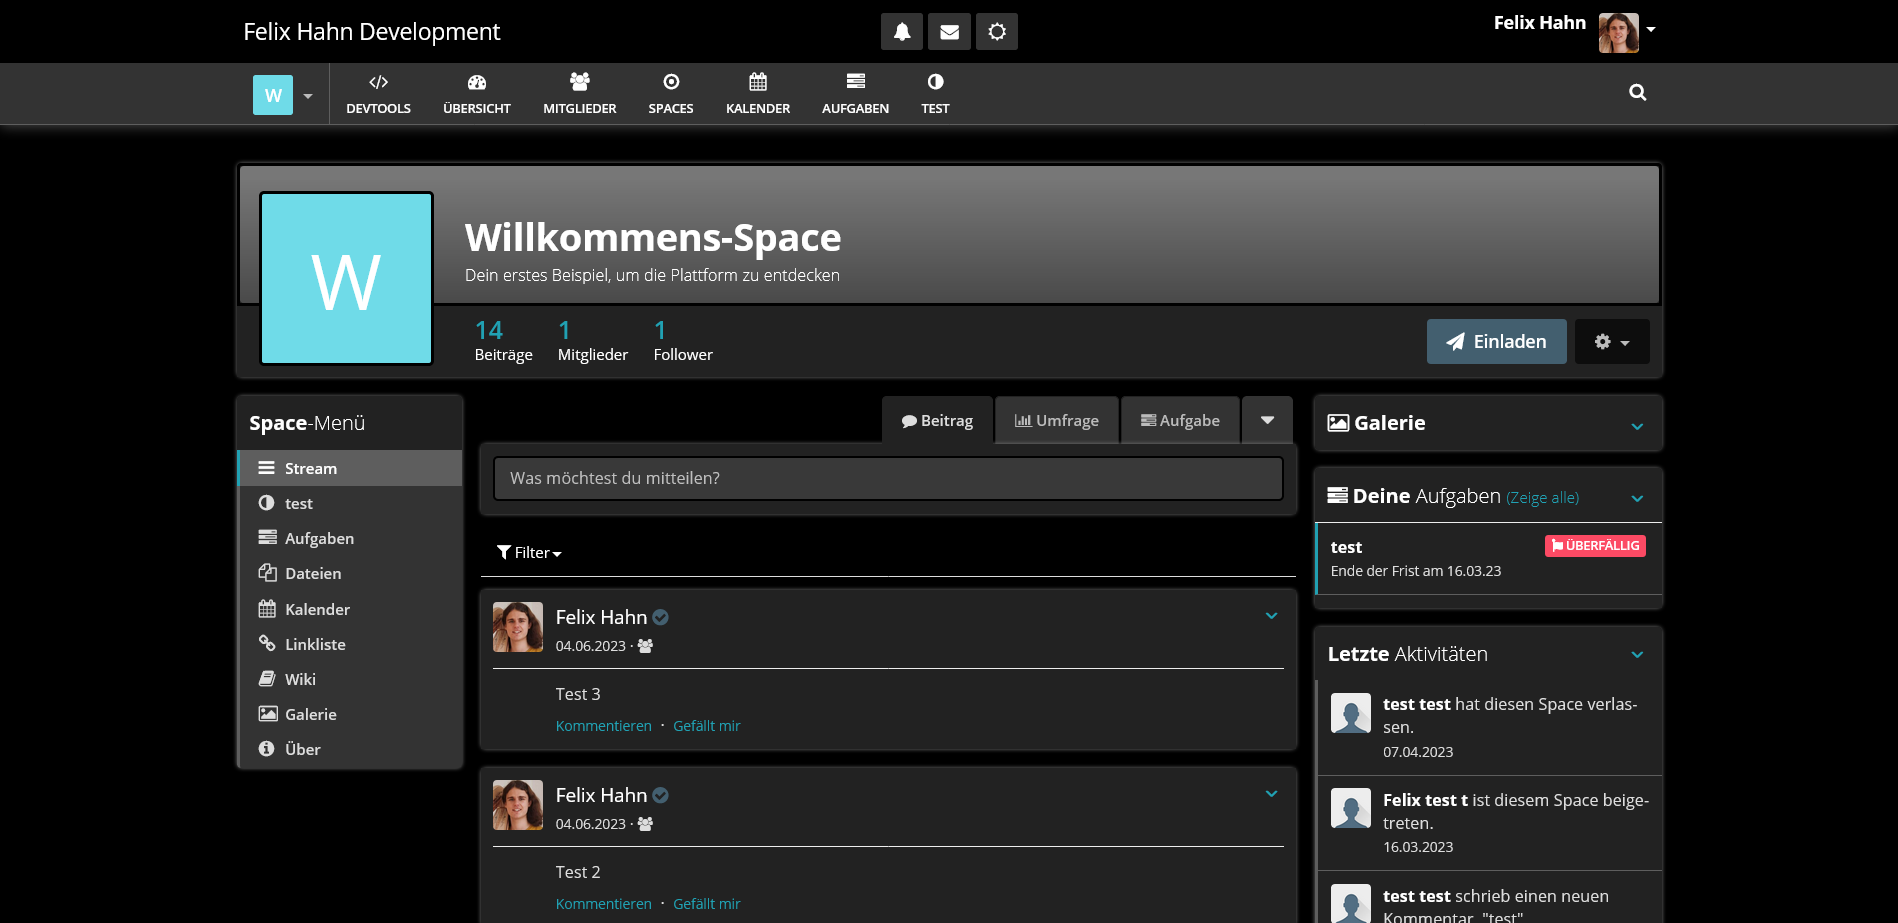 Felix Hahn Development
Felix Hahn
W
DEVTOOLS
ÜBERSICHT
MITGLIEDER
SPACES
KALENDER
AUFGABEN
TEST
W
Willkommens-Space
Dein erstes Beispiel, um die Plattform zu entdecken
14
Beiträge
1
Mitglieder
1
Follower
Einladen
Space-Menü
Stream
test
Aufgaben
Dateien
Kalender
Linkliste
Wiki
Galerie
Über
Beitrag
Umfrage
Aufgabe
Was möchtest du mitteilen?
Filter
Felix Hahn
04.06.2023 ·
Test 3
Kommentieren · Gefällt mir
Felix Hahn
04.06.2023 ·
Test 2
Kommentieren · Gefällt mir
Galerie
Deine Aufgaben (Zeige alle)
test
ÜBERFÄLLIG
Ende der Frist am 16.03.23
Letzte Aktivitäten
test test hat diesen Space verlas-
sen.
07.04.2023
Felix test t ist diesem Space beige-
treten.
16.03.2023
test test schrieb einen neuen
Kommentar "test"